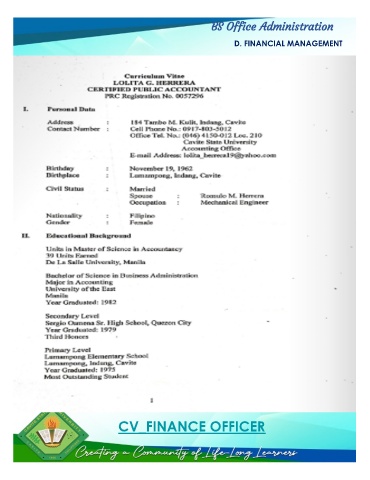 BS Office Administration
D. FINANCIAL MANAGEMENT
Curriculum Vitae
LOLITA G. HERRERA
CERTIFIED PUBLIC ACCOUNTANT
PRC Registration No. 0057296
I. Personal Data
Address : 184 Tambo M. Kulit, Indang, Cavite
Contact Number : Cell Phone No.: 0917-803-5012
Office Tel. No.: (046) 4150-012 Loc. 210
Cavite State University
Accounting Office
E-mail Address: lolita_herrera19@yahoo.com
Birthday : November 19, 1962
Birthplace : Lumampong, Indang, Cavite
Civil Status : Married
Spouse : Romulo M. Herrera
Occupation : Mechanical Engineer
Nationality : Filipino
Gender : Female
II. Educational Background
Units in Master of Science in Accountancy
39 Units Earned
De La Salle University, Manila
Bachelor of Science in Business Administration
Major in Accounting
University of the East
Manila
Year Graduated: 1982
Secondary Level
Sergio Osmena Sr. High School, Quezon City
Year Graduated: 1979
Third Honors
Primary Level
Lumampong Elementary School
Lumampong, Indang, Cavite
Year Graduated: 1975
Most Outstanding Student
1
CV FINANCE OFFICER
Creating a Community of Life-Long Learners